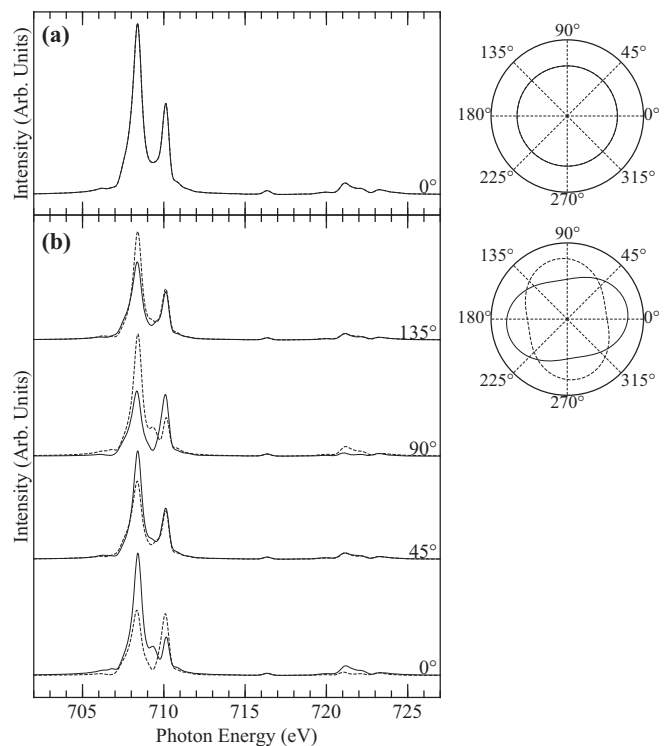 (a)
Intensity (Arb. Units)
0°
90°
135° 45°
180° 0°
225° 315°
270°
(b)
Intensity (Arb. Units)
135°
90°
45°
0°
90°
135° 45°
180° 0°
225° 315°
270°
705 710 715 720 725
Photon Energy (eV)